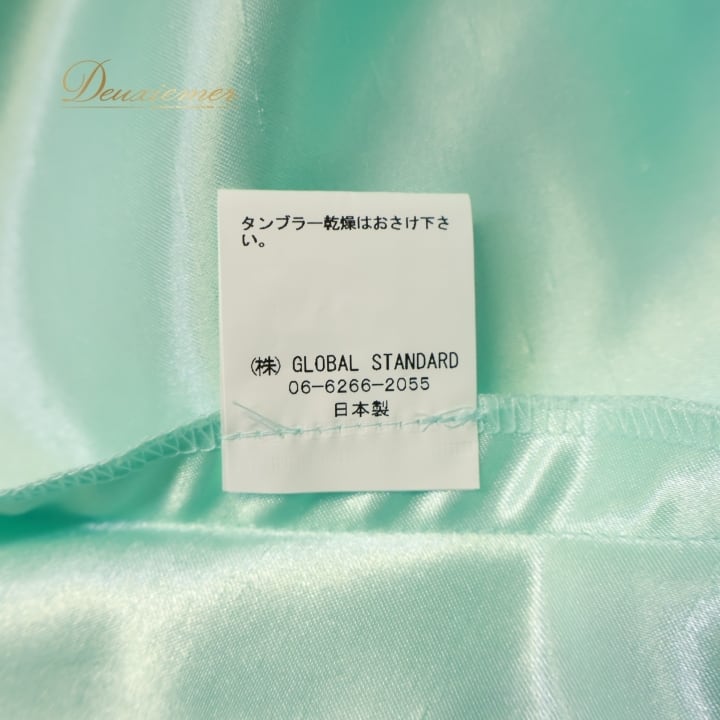 Deuxiemer
タンブラー乾燥はおさけ下さ
い。
(株) GLOBAL STANDARD
06-6266-2055
日本製